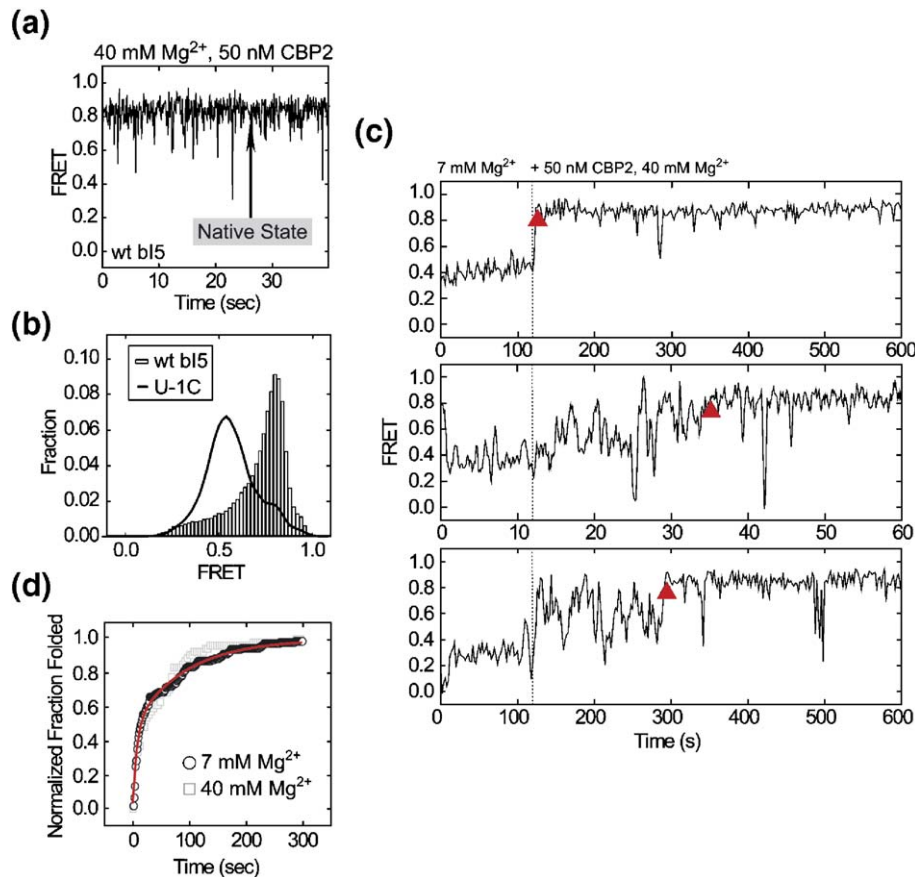 (a)
40 mM Mg²⁺, 50 nM CBP2
1.0
0.8
0.6
0.4
0.2
0.0
FRET
Native State
wt bI5
0 10 20 30
Time (sec)
(b)
0.10
0.08
0.06
0.04
0.02
0.00
Fraction
wt bI5
U-1C
0.0 0.5 1.0
FRET
(c)
7 mM Mg²⁺ + 50 nM CBP2, 40 mM Mg²⁺
1.0
0.8
0.6
0.4
0.2
0.0
0 100 200 300 400 500 600
1.0
0.8
0.6
0.4
0.2
0.0
FRET
0 10 20 30 40 50 60
1.0
0.8
0.6
0.4
0.2
0.0
0 100 200 300 400 500 600
Time (s)
(d)
1.0
0.8
0.6
0.4
0.2
0.0
Normalized Fraction Folded
7 mM Mg²⁺
40 mM Mg²⁺
0 100 200 300
Time (sec)